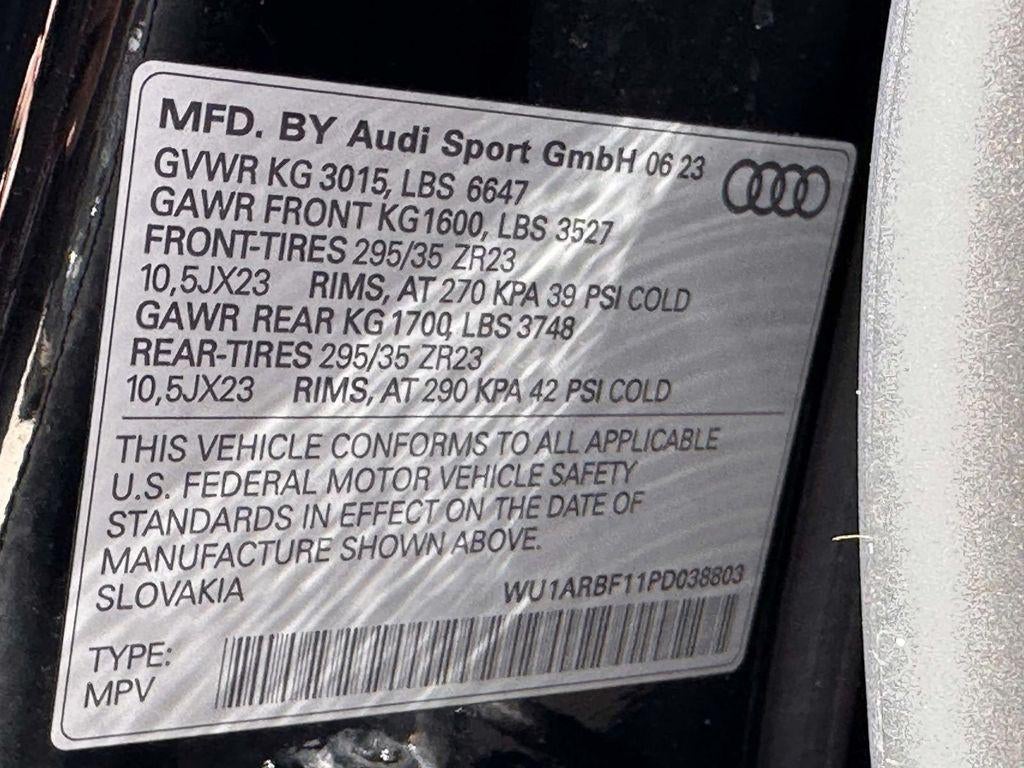 MFD. BY Audi Sport GmbH 06 23
GVWR KG 3015, LBS 6647
GAWR FRONT KG1600, LBS 3527
FRONT-TIRES 295/35 ZR23
10,5JX23 RIMS, AT 270 KPA 39 PSI COLD
GAWR REAR KG 1700, LBS 3748
REAR-TIRES 295/35 ZR23
10,5JX23 RIMS, AT 290 KPA 42 PSI COLD
THIS VEHICLE CONFORMS TO ALL APPLICABLE
U.S. FEDERAL MOTOR VEHICLE SAFETY
STANDARDS IN EFFECT ON THE DATE OF
MANUFACTURE SHOWN ABOVE.
SLOVAKIA WU1ARBF11PD038803
TYPE:
MPV